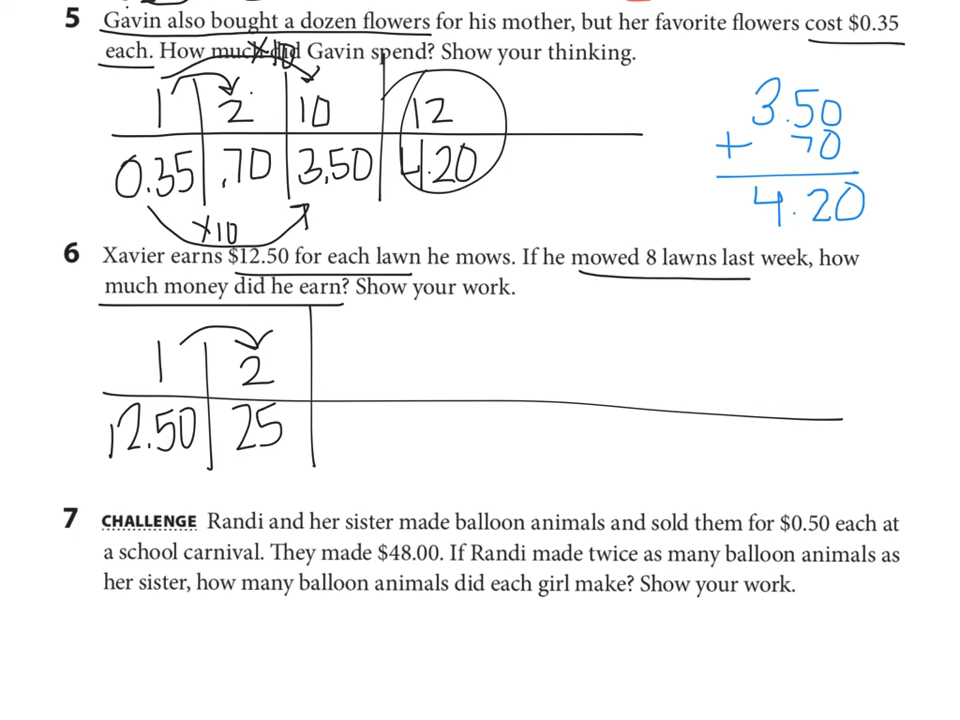 5 Gavin also bought a dozen flowers for his mother, but her favorite flowers cost $0.35
each. How much did Gavin spend? Show your thinking.
×10
1 2 10 12
0.35 .70 3.50 4.20
×10
3.50
+ 70
4.20
6 Xavier earns $12.50 for each lawn he mows. If he mowed 8 lawns last week, how
much money did he earn? Show your work.
1 2
12.50 25
7 CHALLENGE Randi and her sister made balloon animals and sold them for $0.50 each at
a school carnival. They made $48.00. If Randi made twice as many balloon animals as
her sister, how many balloon animals did each girl make? Show your work.